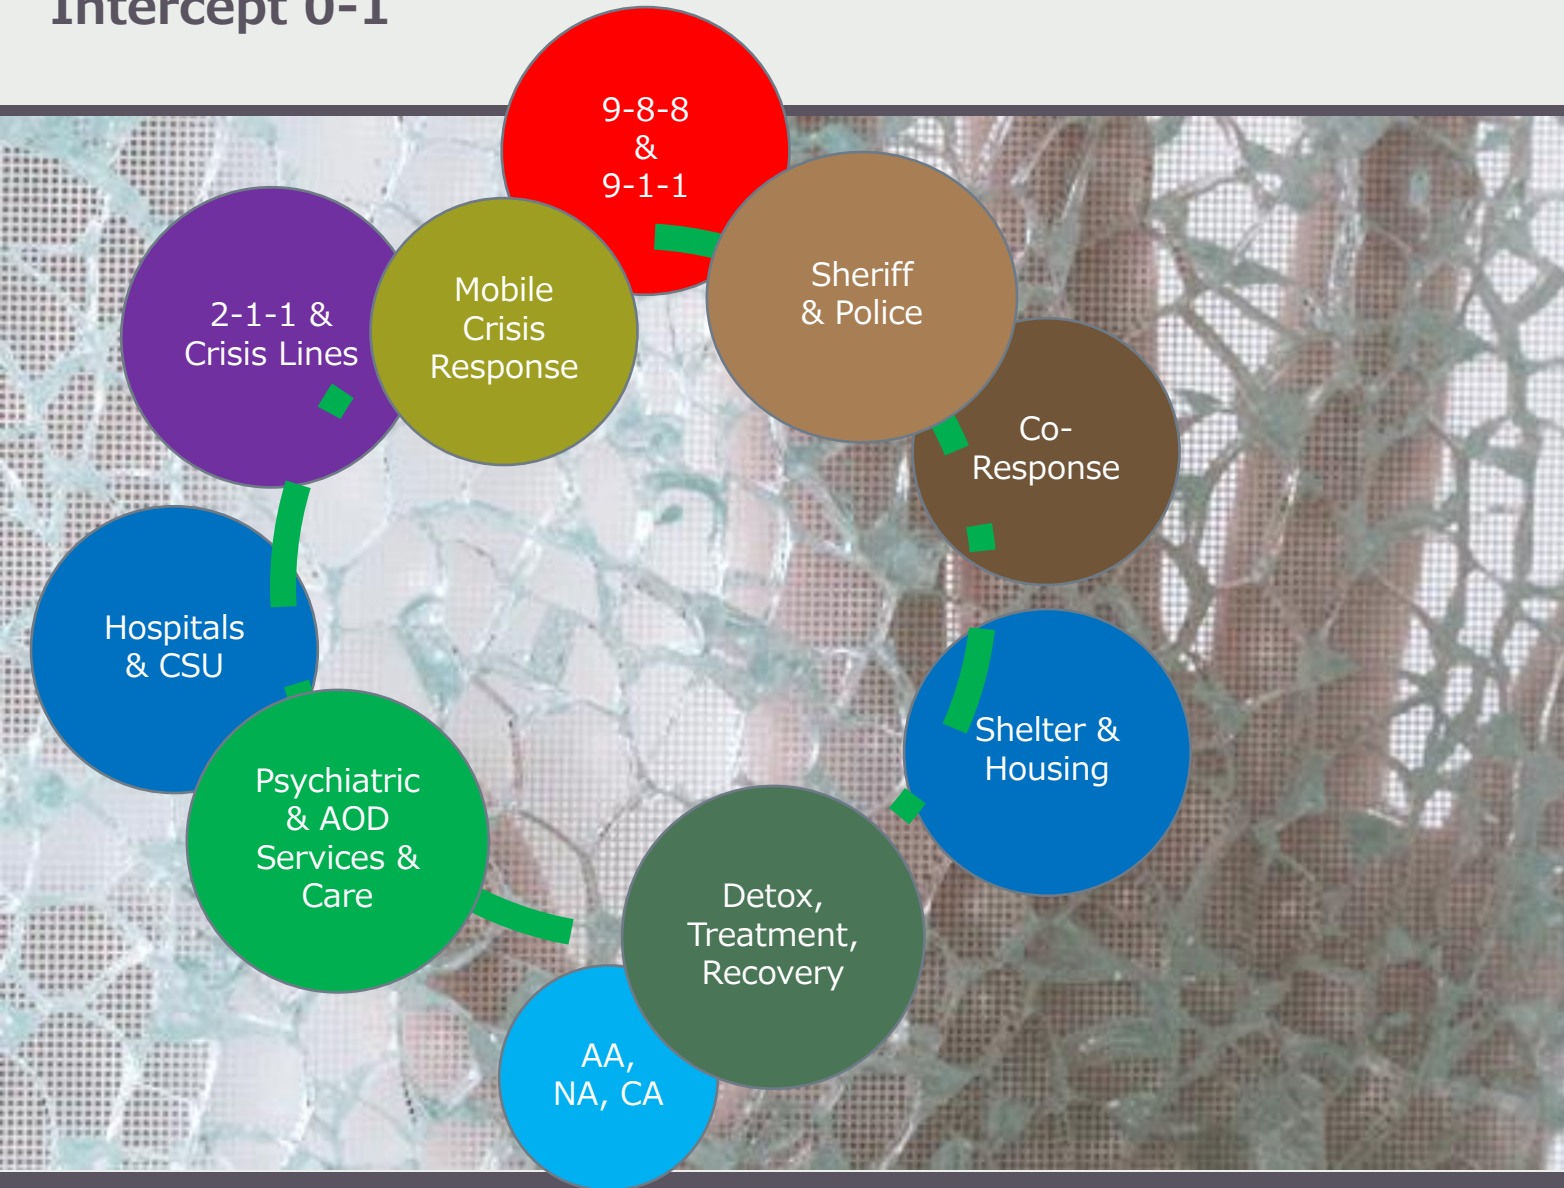 Intercept 0-1
9-8-8
&
9-1-1
Sheriff
& Police
Co-
Response
Shelter &
Housing
Detox,
Treatment,
Recovery
AA,
NA, CA
Psychiatric
& AOD
Services &
Care
Hospitals
& CSU
2-1-1 &
Crisis Lines
Mobile
Crisis
Response